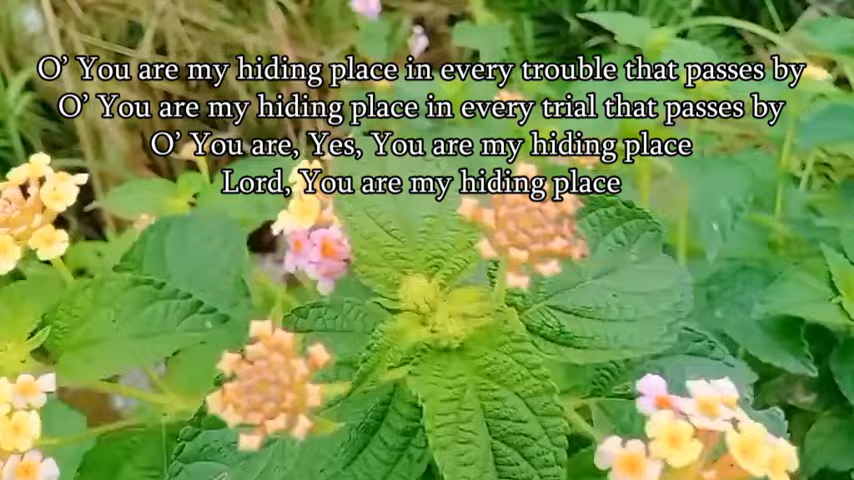 O’ You are my hiding place in every trouble that passes by
O’ You are my hiding place in every trial that passes by
O’ You are, Yes, You are my hiding place
Lord, You are my hiding place